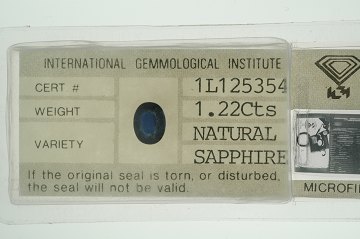 INTERNATIONAL GEMMOLOGICAL INSTITUTE
CERT # 1L125354
WEIGHT 1.22Cts
VARIETY NATURAL SAPPHIRE
If the original seal is torn, or disturbed,
the seal will not be valid.
MICROFI